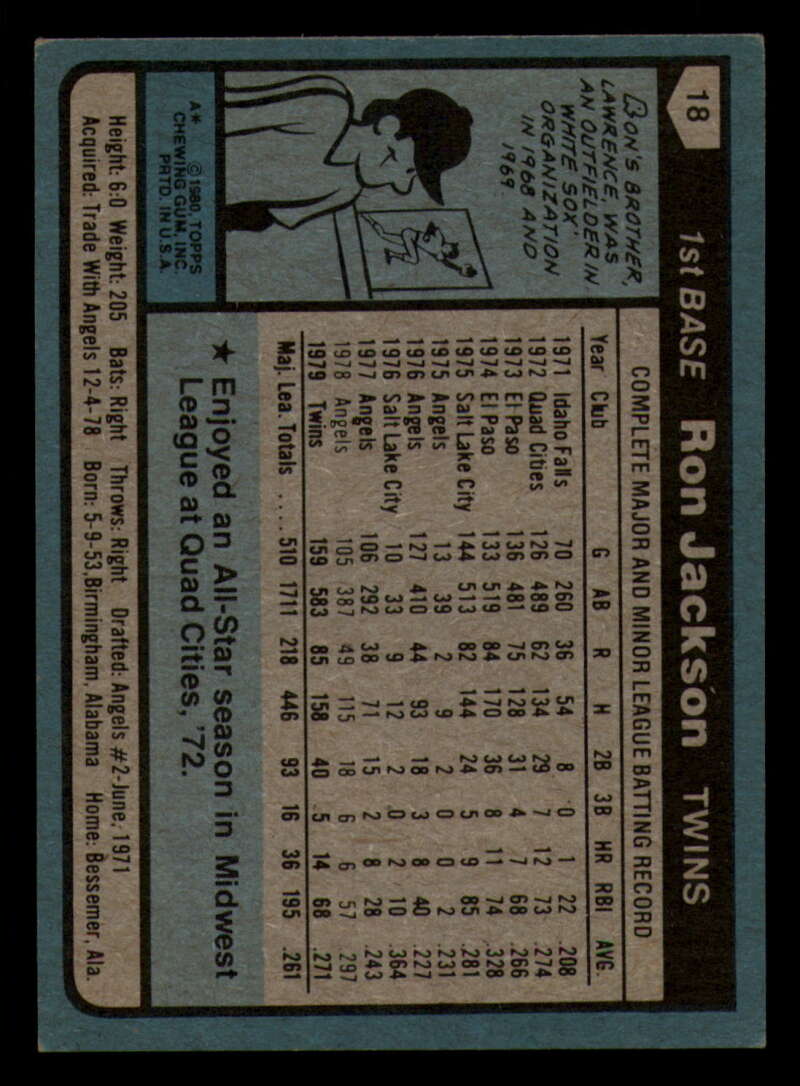 18
1st BASE Ron Jackson TWINS
RON'S BROTHER,
LAWRENCE, WAS
AN OUTFIELDER IN
WHITE SOX'
ORGANIZATION
IN 1968 AND
1969.
A* © 1980, TOPPS
CHEWING GUM, INC.
PRTD. IN U.S.A.
COMPLETE MAJOR AND MINOR LEAGUE BATTING RECORD
Year Club G AB R H 2B 3B HR RBI AVG.
1971 Idaho Falls 70 260 36 54 8 0 1 22 .208
1972 Quad Cities 126 489 62 134 29 7 12 73 .274
1973 El Paso 136 481 75 128 31 4 7 68 .266
1974 El Paso 133 519 84 170 36 8 11 74 .328
1975 Salt Lake City 144 513 82 144 24 5 9 85 .281
1975 Angels 13 39 2 9 2 0 0 2 .231
1976 Angels 127 410 44 93 18 3 8 40 .227
1976 Salt Lake City 10 33 9 12 2 0 2 10 .364
1977 Angels 106 292 38 71 15 2 8 28 .243
1978 Angels 105 387 49 115 18 6 6 57 .297
1979 Twins 159 583 85 158 40 5 14 68 .271
Maj. Lea. Totals .... 510 1711 218 446 93 16 36 195 .261
★ Enjoyed an All-Star season in Midwest
League at Quad Cities, '72.
Height: 6:0 Weight: 205 Bats: Right Throws: Right Drafted: Angels #2-June, 1971
Acquired: Trade With Angels 12-4-78 Born: 5-9-53, Birmingham, Alabama Home: Bessemer, Ala.